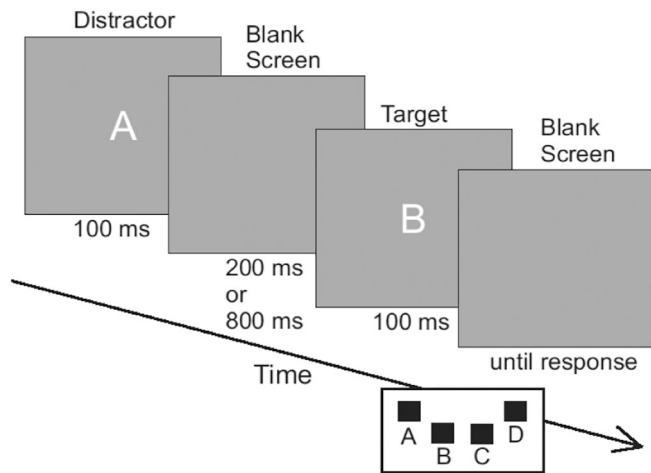 Distractor
A
100 ms
Blank
Screen
200 ms
or
800 ms
Target
B
100 ms
Blank
Screen
until response
Time
A
B
C
D